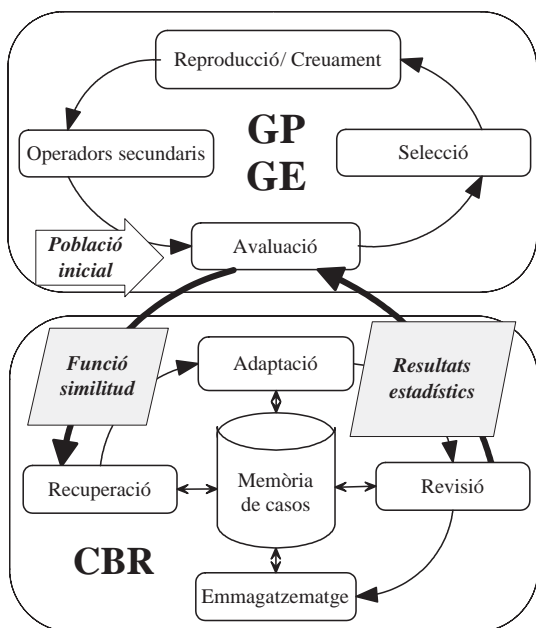 Reproducció/ Creuament
GP
GE
Operadors secundaris
Selecció
Població
inicial
Avaluació
Funció
similitud
Adaptació
Resultats
estadístics
Recuperació
Memòria
de casos
Revisió
CBR
Emmagatzematge